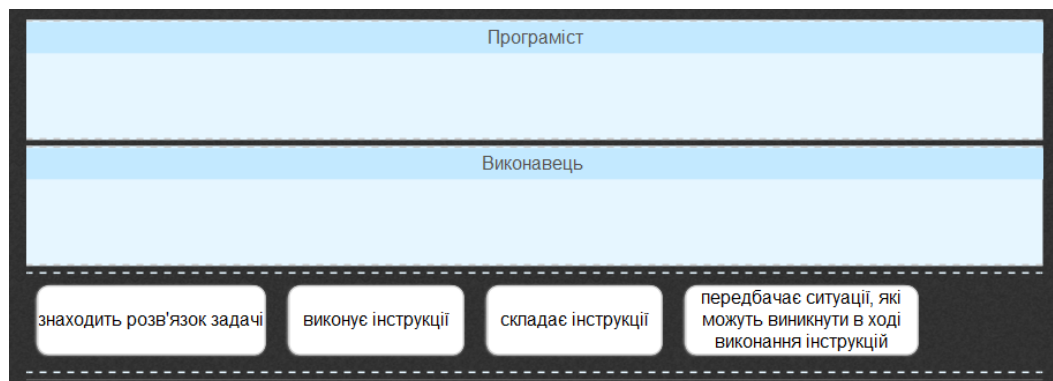 Програміст
Виконавець
знаходить розв'язок задачі
виконує інструкції
складає інструкції
передбачає ситуації, які
можуть виникнути в ході
виконання інструкцій